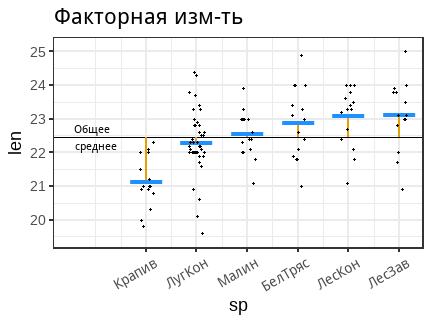 Факторная изм-ть
len
25
24
23
22
21
20
Общее
среднее
Крапив
ЛугКон
Малин
БелТряс
ЛесКон
ЛесЗав
sp